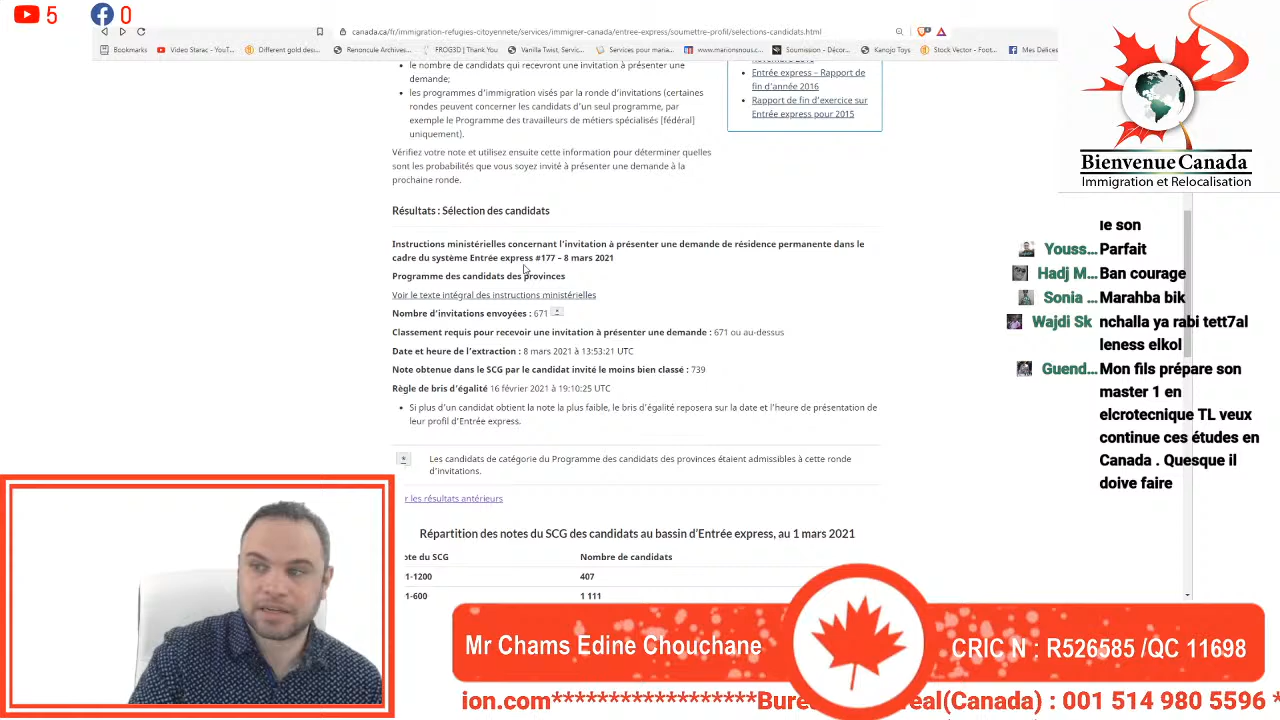 5
0
canada.ca/fr/immigration-refugies-citoyennete/services/immigrer-canada/entree-express/soumettre-profil/selections-candidats.html
Bookmarks
Video Starac - YouT...
Different gold des...
Renoncule Archives...
FROG3D | Thank You
Vanilla Twist, Servic...
Services pour maria...
www.marionsnous.c...
Soumission - Décor...
Kanojo Toys
Stock Vector - Foot...
Mes Delices
le nombre de candidats qui recevront une invitation à présenter une
demande;
les programmes d'immigration visés par la ronde d'invitations (certaines
rondes peuvent concerner les candidats d'un seul programme, par
exemple le Programme des travailleurs de métiers spécialisés [fédéral]
uniquement).
Vérifiez votre note et utilisez ensuite cette information pour déterminer quelles
sont les probabilités que vous soyez invité à présenter une demande à la
prochaine ronde.
Entrée express – Rapport de
fin d'année 2016
Rapport de fin d'exercice sur
Entrée express pour 2015
Résultats : Sélection des candidats
Instructions ministérielles concernant l'invitation à présenter une demande de résidence permanente dans le
cadre du système Entrée express #177 – 8 mars 2021
Programme des candidats des provinces
Voir le texte intégral des instructions ministérielles
Nombre d'invitations envoyées : 671 *
Classement requis pour recevoir une invitation à présenter une demande : 671 ou au-dessus
Date et heure de l'extraction : 8 mars 2021 à 13:53:21 UTC
Note obtenue dans le SCG par le candidat invité le moins bien classé : 739
Règle de bris d'égalité 16 février 2021 à 19:10:25 UTC
Si plus d'un candidat obtient la note la plus faible, le bris d'égalité reposera sur la date et l'heure de présentation de
leur profil d'Entrée express.
* Les candidats de catégorie du Programme des candidats des provinces étaient admissibles à cette ronde
d'invitations.
r les résultats antérieurs
Répartition des notes du SCG des candidats au bassin d'Entrée express, au 1 mars 2021
ote du SCG Nombre de candidats
1-1200 407
1-600 1 111
Bienvenue Canada
Immigration et Relocalisation
le son
Youss... Parfait
Hadj M... Ban courage
Sonia ... Marahba bik
Wajdi Sk nchalla ya rabi tett7al
leness elkol
Guend... Mon fils prépare son
master 1 en
elcrotecnique TL veux
continue ces études en
Canada . Quesque il
doive faire
Mr Chams Edine Chouchane
CRIC N : R526585 /QC 11698
ion.com******************Bure real(Canada) : 001 514 980 5596 *